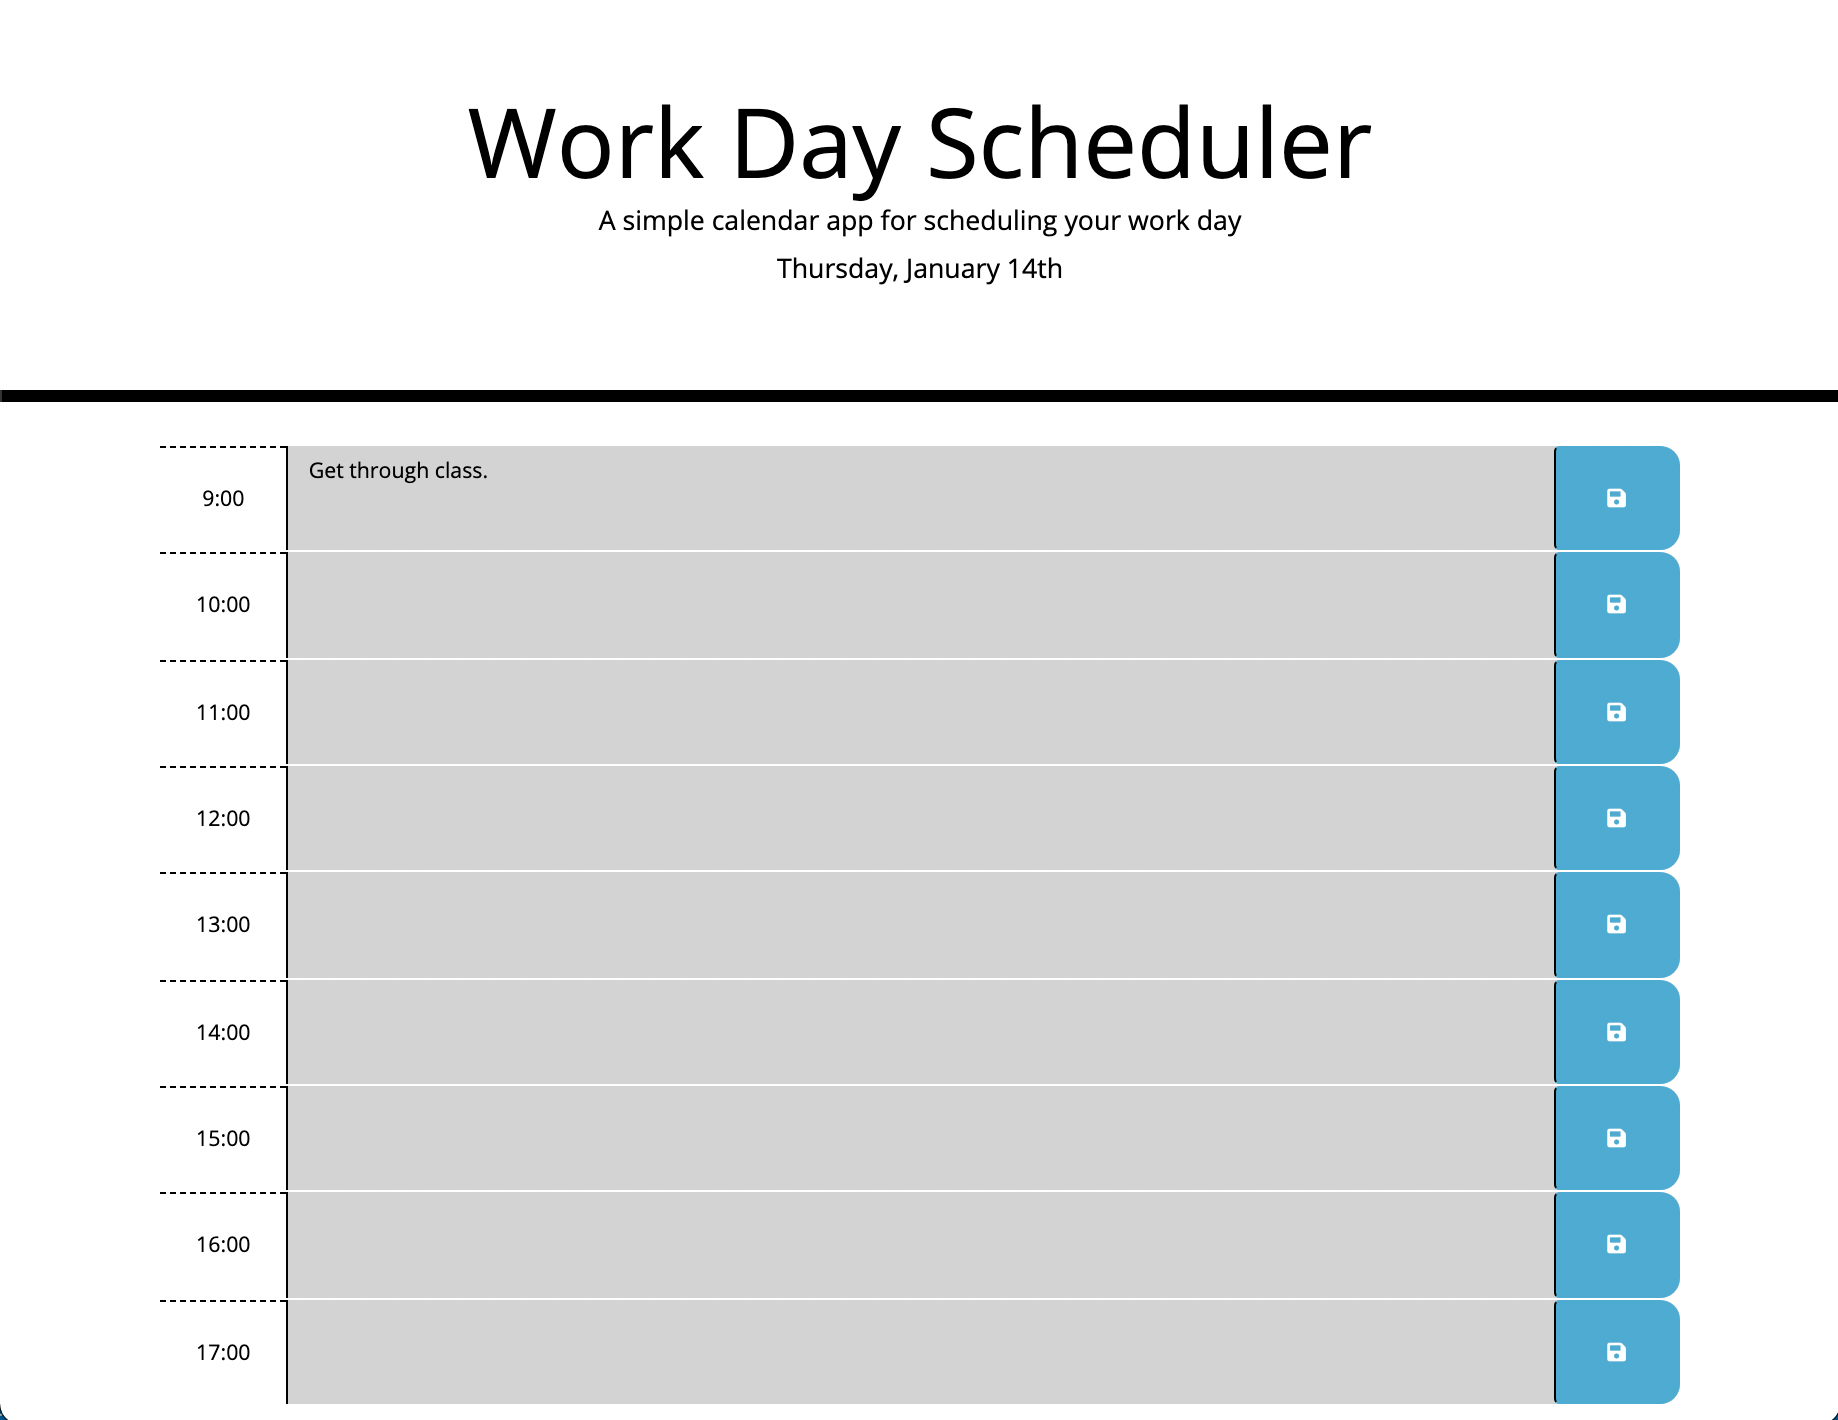 Work Day Scheduler
A simple calendar app for scheduling your work day
Thursday, January 14th
9:00 Get through class.
10:00
11:00
12:00
13:00
14:00
15:00
16:00
17:00